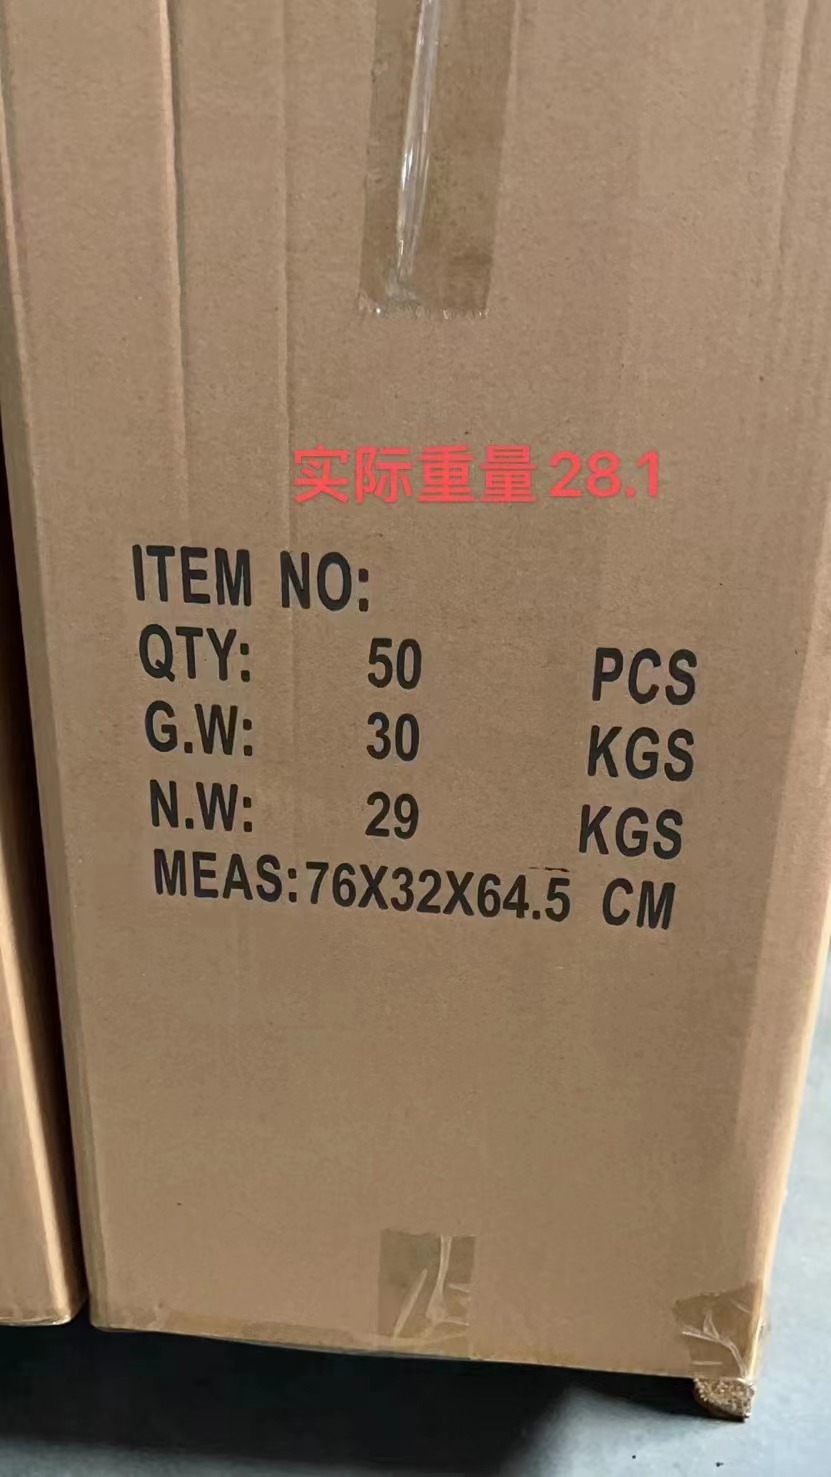 实际重量28.1
ITEM NO:
QTY: 50 PCS
G.W: 30 KGS
N.W: 29 KGS
MEAS:76X32X64.5 CM